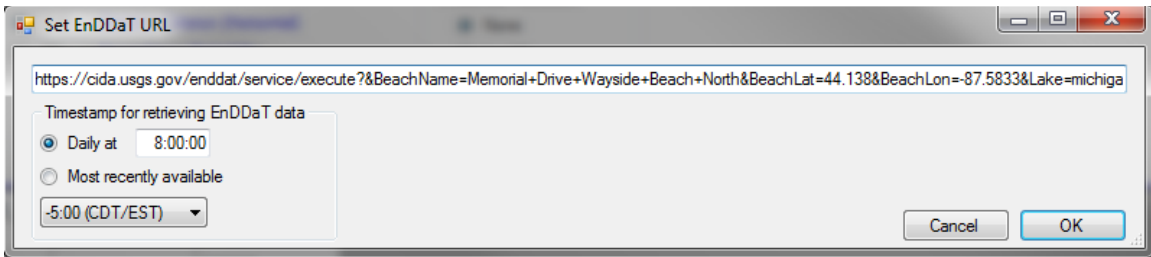 Set EnDDaT URL
https://cida.usgs.gov/enddat/service/execute?&BeachName=Memorial+Drive+Wayside+Beach+North&BeachLat=44.138&BeachLon=-87.5833&Lake=michiga
Timestamp for retrieving EnDDaT data
Daily at 8:00:00
Most recently available
-5:00 (CDT/EST)
Cancel OK